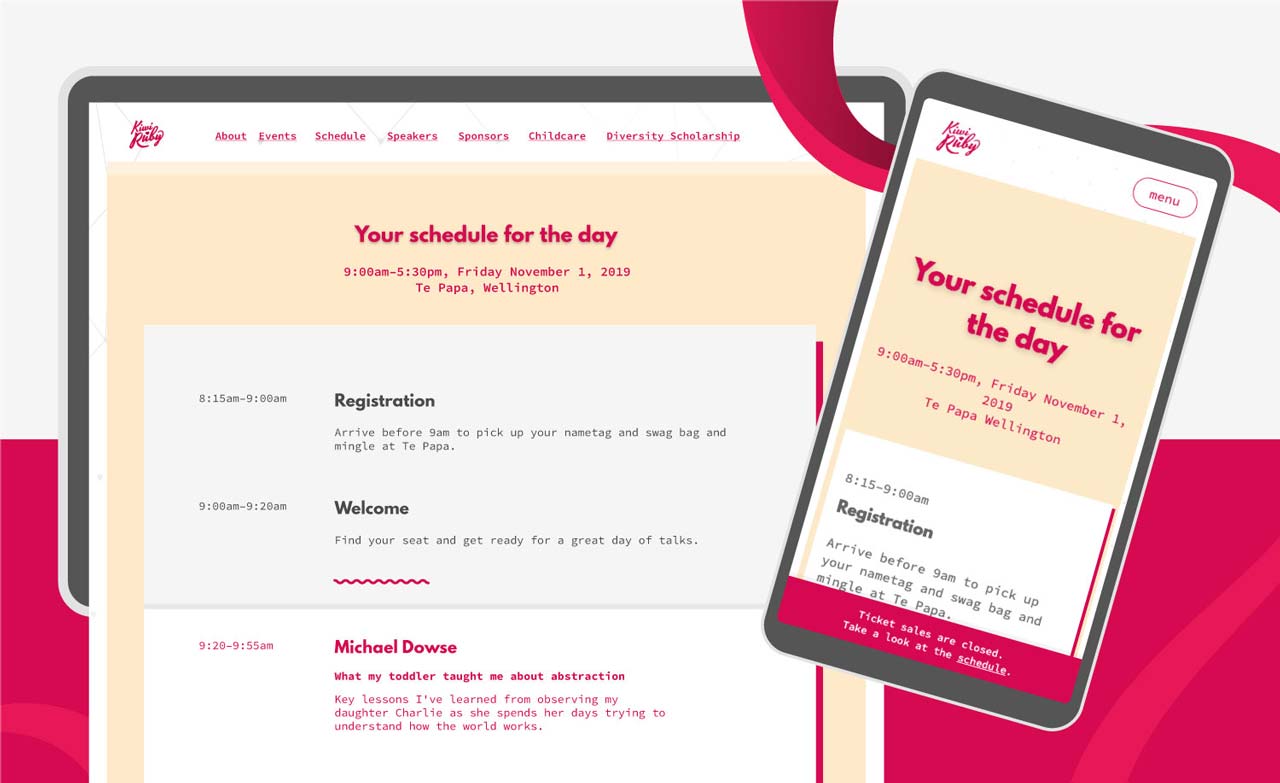 Kiwi
Ruby
About Events Schedule Speakers Sponsors Childcare Diversity Scholarship
Your schedule for the day
9:00am–5:30pm, Friday November 1, 2019
Te Papa, Wellington
8:15am–9:00am
Registration
Arrive before 9am to pick up your nametag and swag bag and
mingle at Te Papa.
9:00am–9:20am
Welcome
Find your seat and get ready for a great day of talks.
9:20–9:55am
Michael Dowse
What my toddler taught me about abstraction
Key lessons I've learned from observing my
daughter Charlie as she spends her days trying to
understand how the world works.
Kiwi
Ruby
menu
Your schedule for
the day
9:00am–5:30pm, Friday November 1,
2019
Te Papa Wellington
8:15–9:00am
Registration
Arrive before 9am to pick up
your nametag and swag bag and
mingle at Te Papa.
Ticket sales are closed.
Take a look at the schedule.